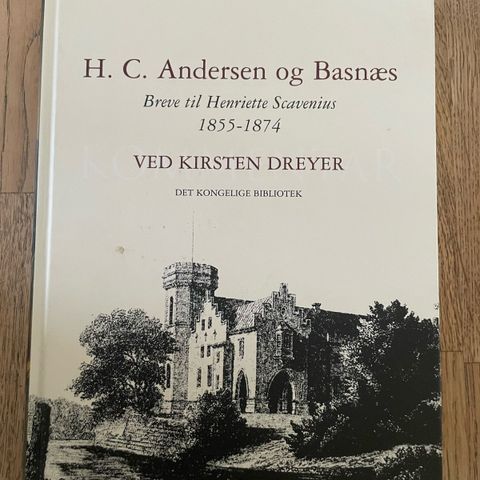 H. C. Andersen og Basnæs
Breve til Henriette Scavenius
1855-1874
VED KIRSTEN DREYER
DET KONGELIGE BIBLIOTEK